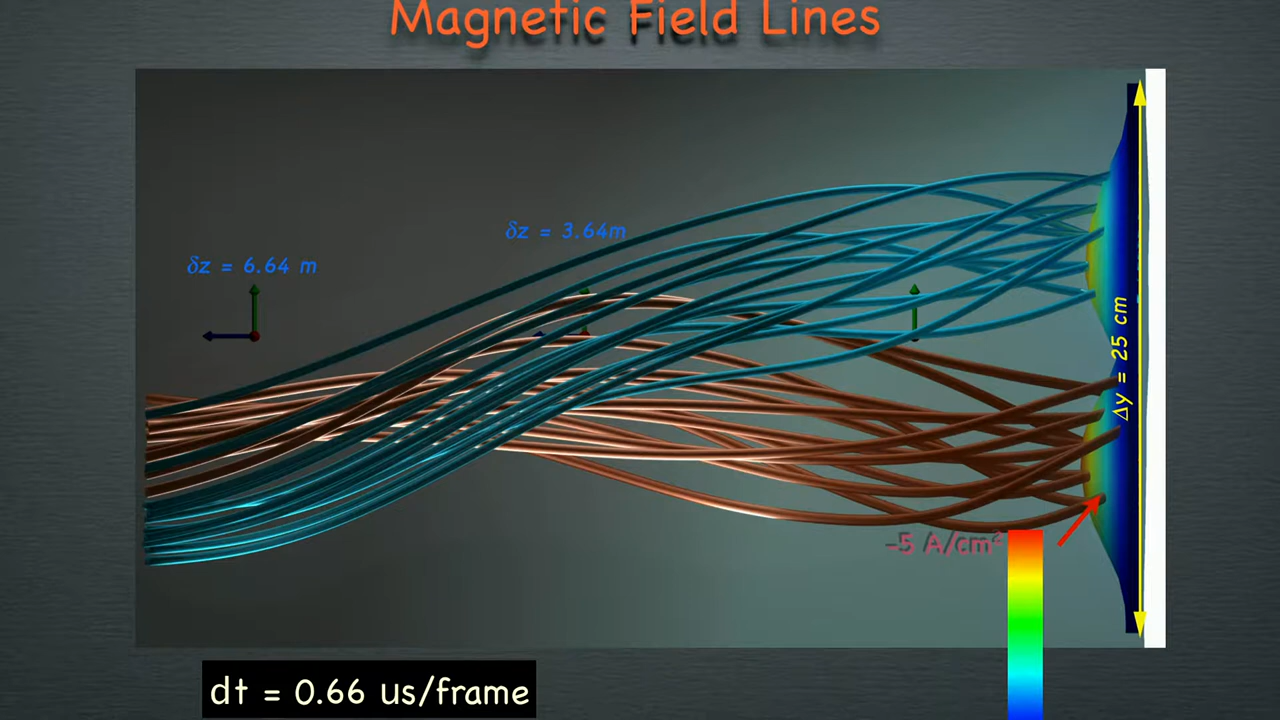 Magnetic Field Lines
δz = 3.64m
δz = 6.64 m
Δy = 25 cm
-5 A/cm²
dt = 0.66 us/frame